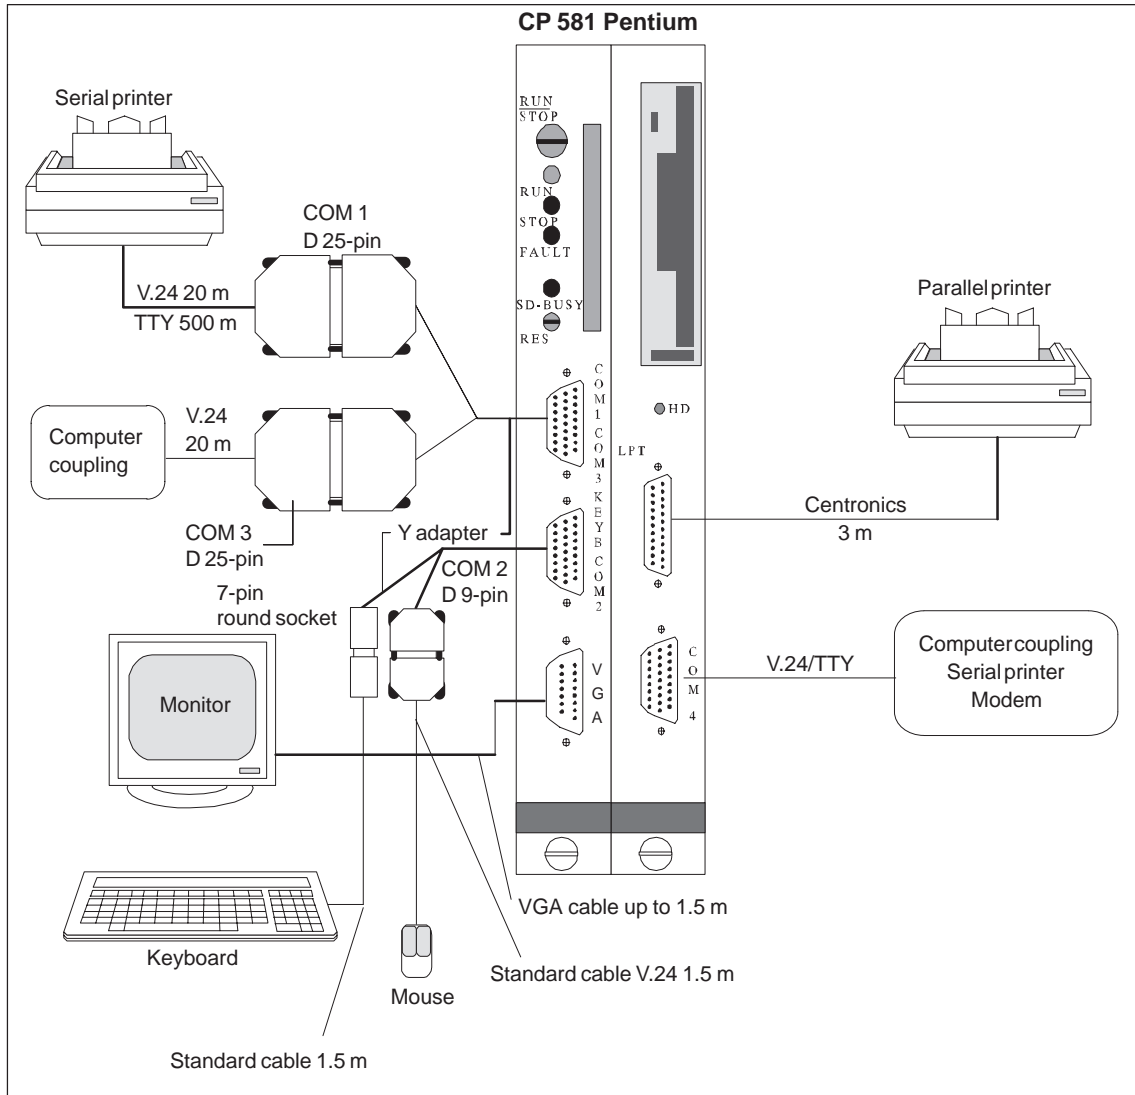 CP 581 Pentium
Serial printer
RUN
STOP
RUN
STOP
FAULT
SD-BUSY
RES
COM 1
D 25-pin
V.24 20 m
TTY 500 m
Parallel printer
COM1 COM3
HD
LPT
V.24
20 m
Computer
coupling
Centronics
3 m
COM 3
D 25-pin
Y adapter
KEYB COM2
COM 2
D 9-pin
7-pin
round socket
Monitor
VGA
COM 4
V.24/TTY
Computer coupling
Serial printer
Modem
VGA cable up to 1.5 m
Keyboard
Standard cable V.24 1.5 m
Mouse
Standard cable 1.5 m